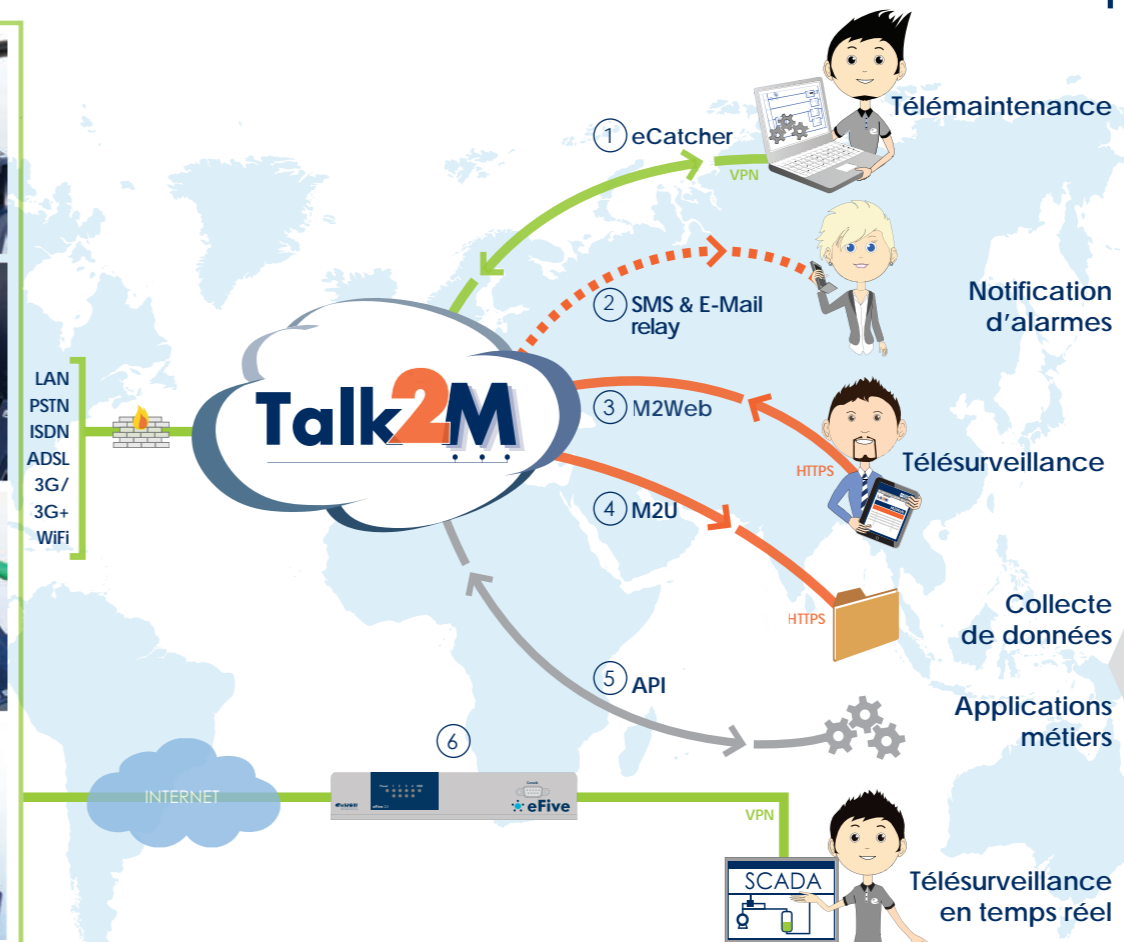 Télémaintenance
1 eCatcher
VPN
2 SMS & E-Mail
relay
Notification
d'alarmes
LAN
PSTN
ISDN
ADSL
3G/
3G+
WiFi
Talk2M
3 M2Web
HTTPS
Télésurveillance
4 M2U
HTTPS
Collecte
de données
5 API
Applications
métiers
6
INTERNET
eFive
VPN
SCADA
Télésurveillance
en temps réel